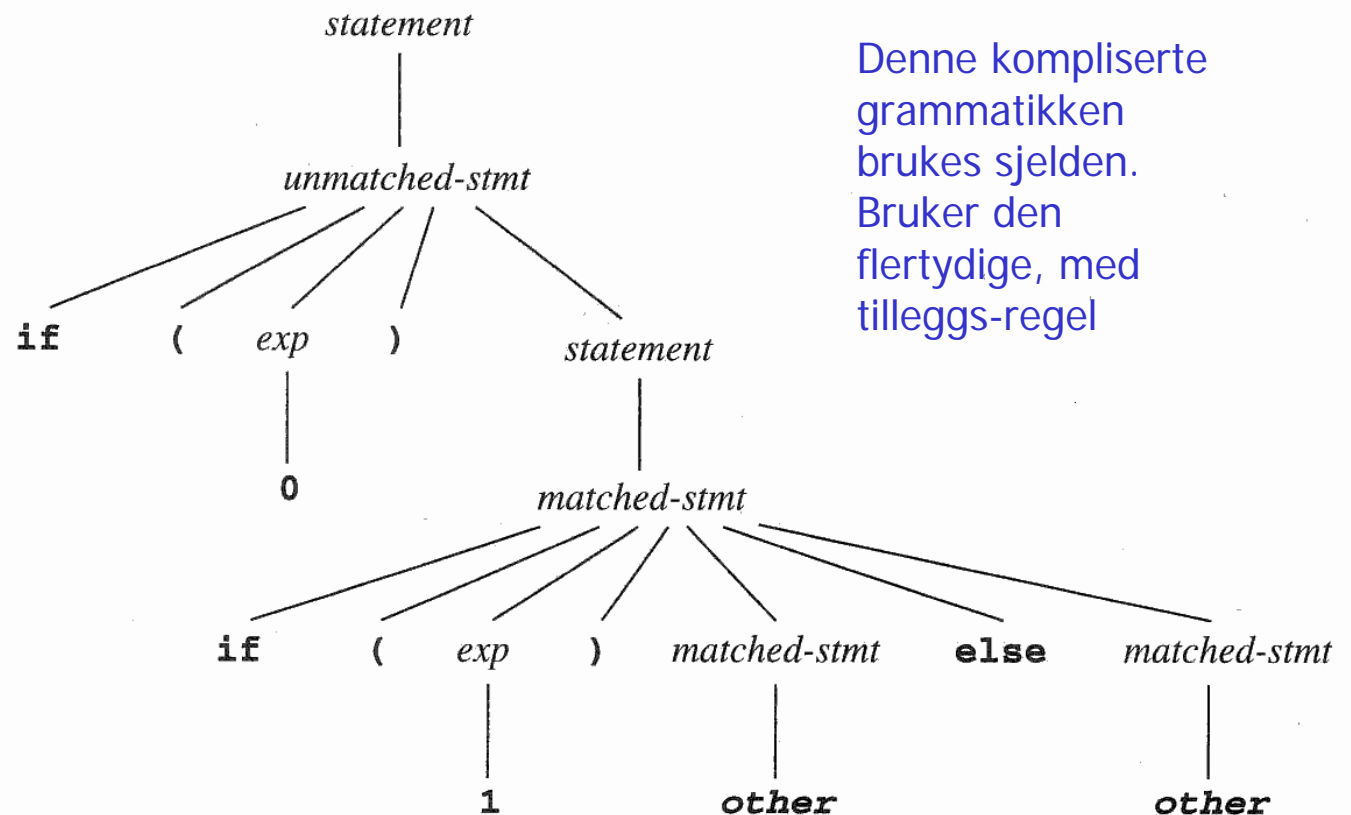 statement
Denne kompliserte
grammatikken
brukes sjelden.
Bruker den
flertydige, med
tilleggs-regel
unmatched-stmt
if ( exp ) statement
0
matched-stmt
if ( exp ) matched-stmt else matched-stmt
1 other other